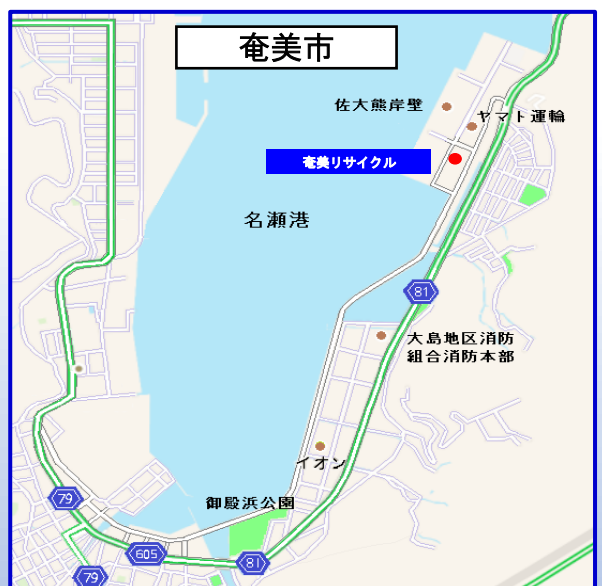 奄美市
佐大熊岸壁
ヤマト運輸
奄美リサイクル
名瀬港
81
大島地区消防
組合消防本部
イオン
御殿浜公園
79
605
81
79